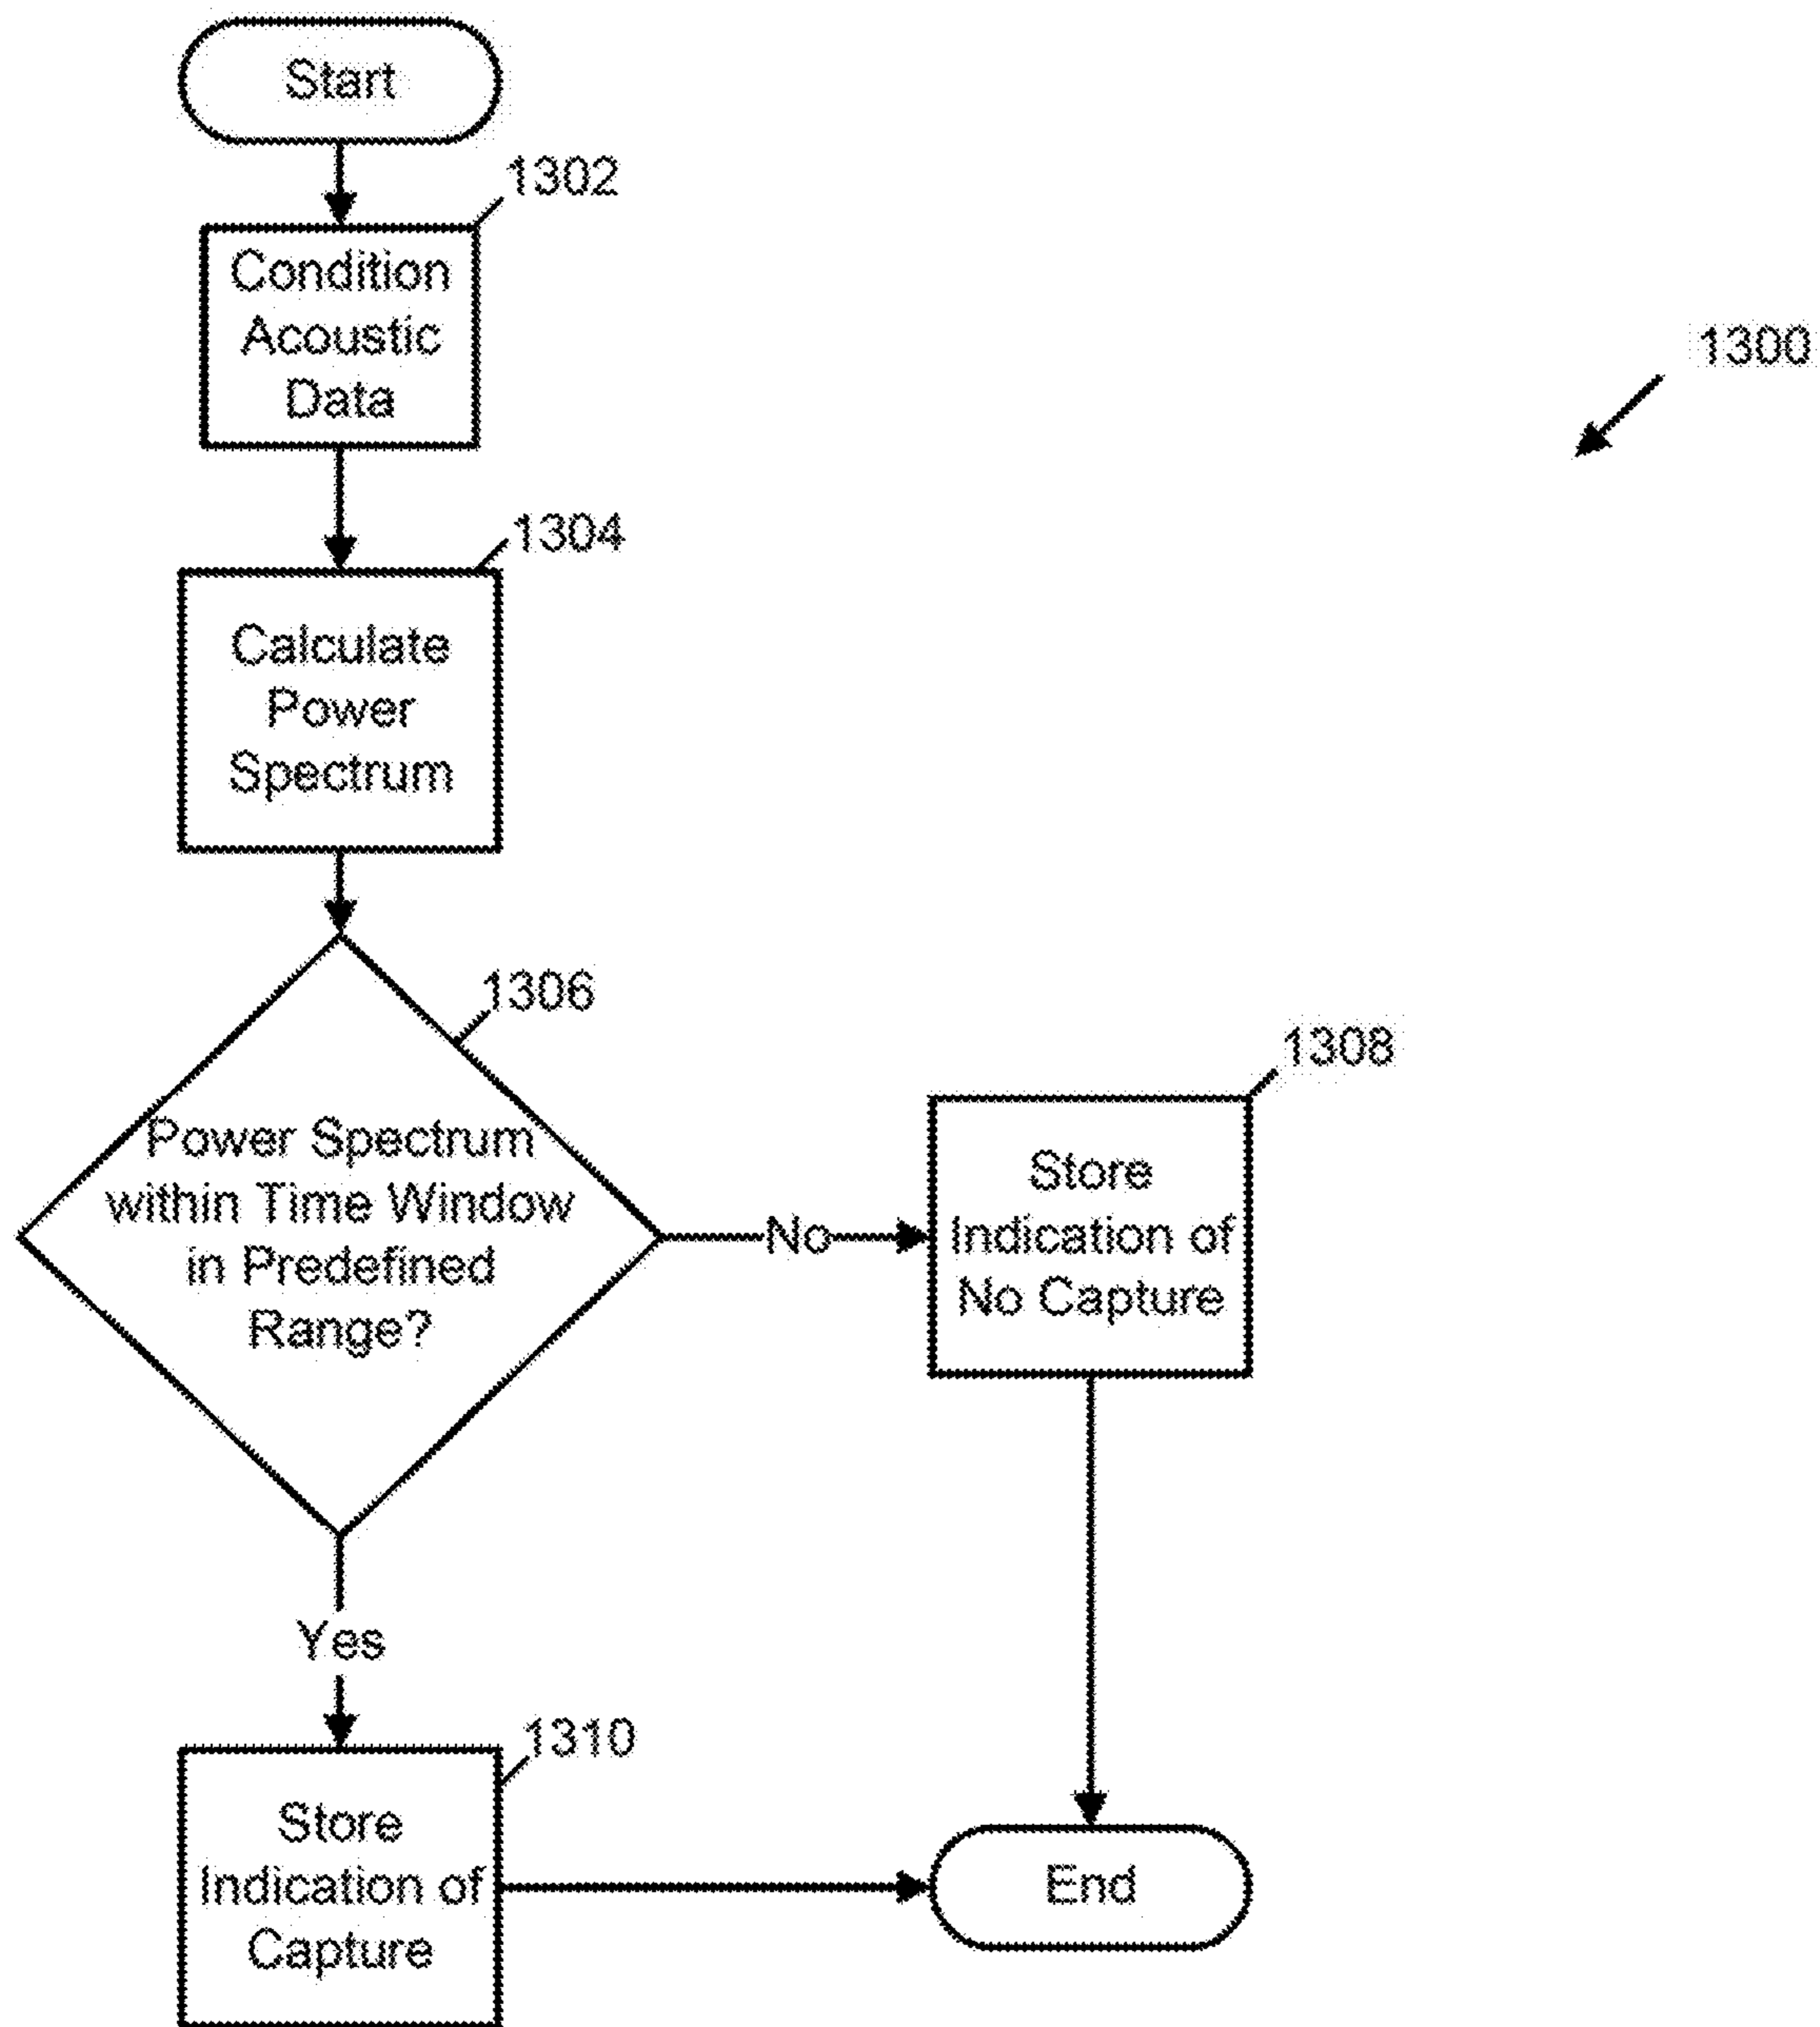 Start
1302
Condition
Acoustic
Data
1300
1304
Calculate
Power
Spectrum
1306
Power Spectrum
within Time Window
in Predefined
Range?
No
1308
Store
Indication of
No Capture
Yes
1310
Store
Indication of
Capture
End